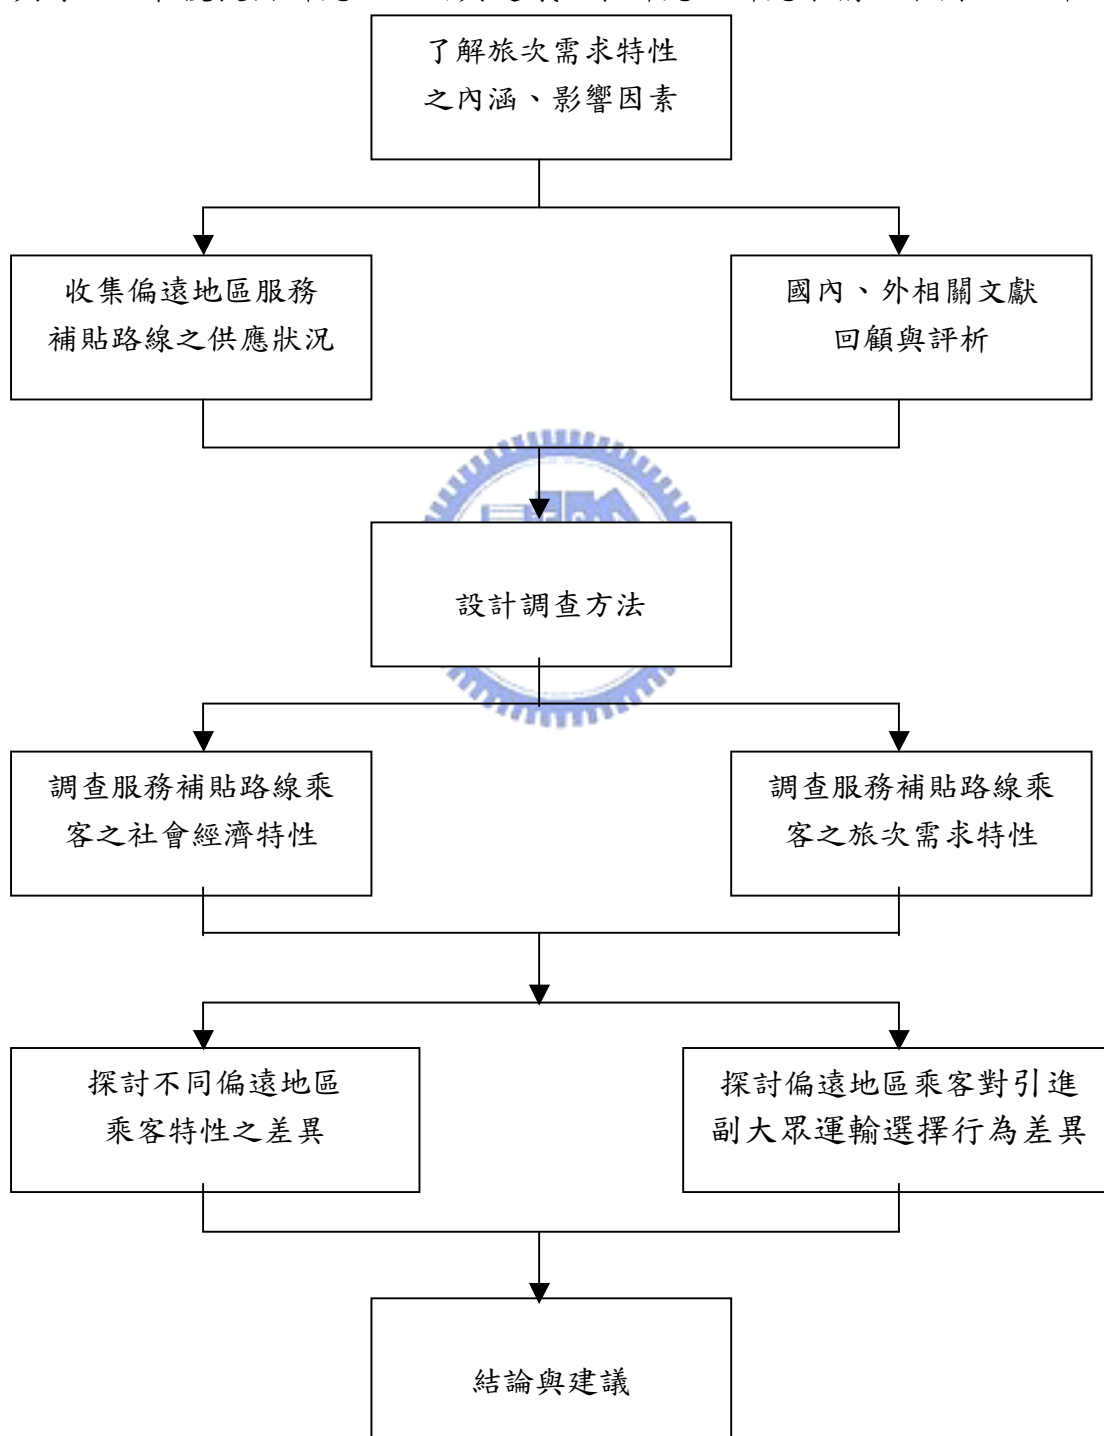 了解旅次需求特性
之內涵、影響因素
收集偏遠地區服務
補貼路線之供應狀況
國內、外相關文獻
回顧與評析
設計調查方法
調查服務補貼路線乘
客之社會經濟特性
調查服務補貼路線乘
客之旅次需求特性
探討不同偏遠地區
乘客特性之差異
探討偏遠地區乘客對引進
副大眾運輸選擇行為差異
結論與建議